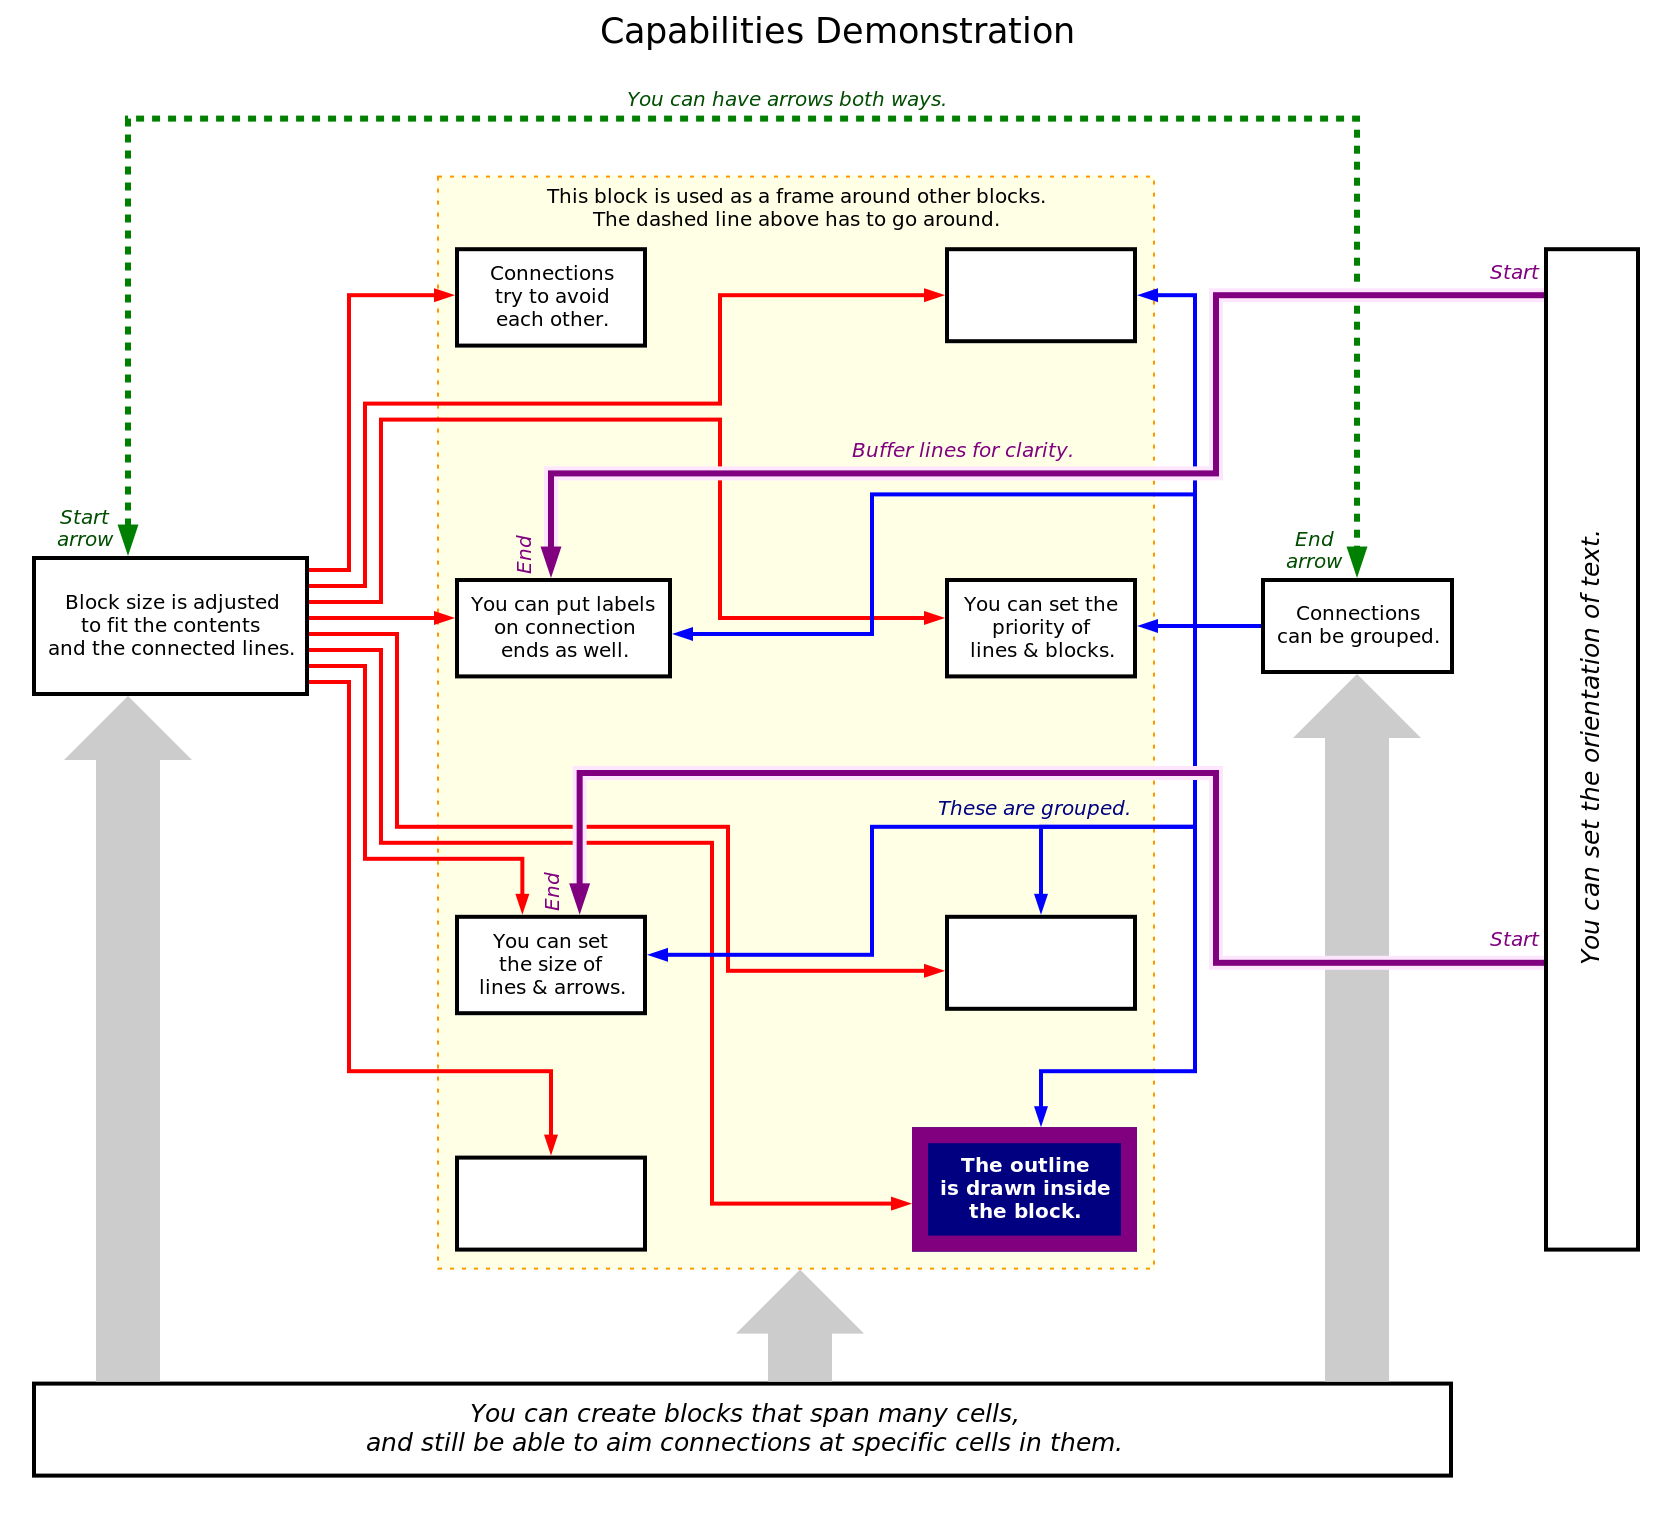 Capabilities Demonstration
You can have arrows both ways.
This block is used as a frame around other blocks.
The dashed line above has to go around.
Connections
try to avoid
each other.
Start
Buffer lines for clarity.
Start
arrow
End
End
arrow
Block size is adjusted
to fit the contents
and the connected lines.
You can put labels
on connection
ends as well.
You can set the
priority of
lines & blocks.
Connections
can be grouped.
You can set the orientation of text.
These are grouped.
End
Start
You can set
the size of
lines & arrows.
The outline
is drawn inside
the block.
You can create blocks that span many cells,
and still be able to aim connections at specific cells in them.